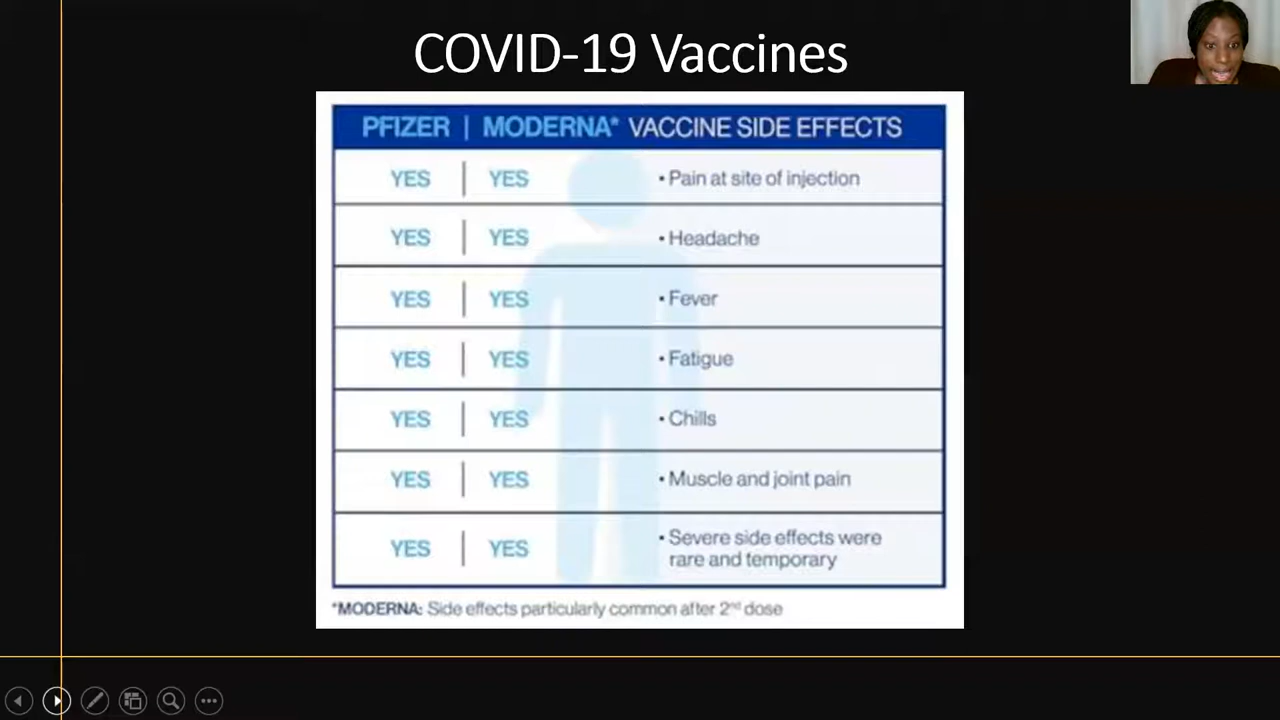 COVID-19 Vaccines
PFIZER | MODERNA* VACCINE SIDE EFFECTS
YES | YES • Pain at site of injection
YES | YES • Headache
YES | YES • Fever
YES | YES • Fatigue
YES | YES • Chills
YES | YES • Muscle and joint pain
YES | YES • Severe side effects were
rare and temporary
*MODERNA: Side effects particularly common after 2nd dose